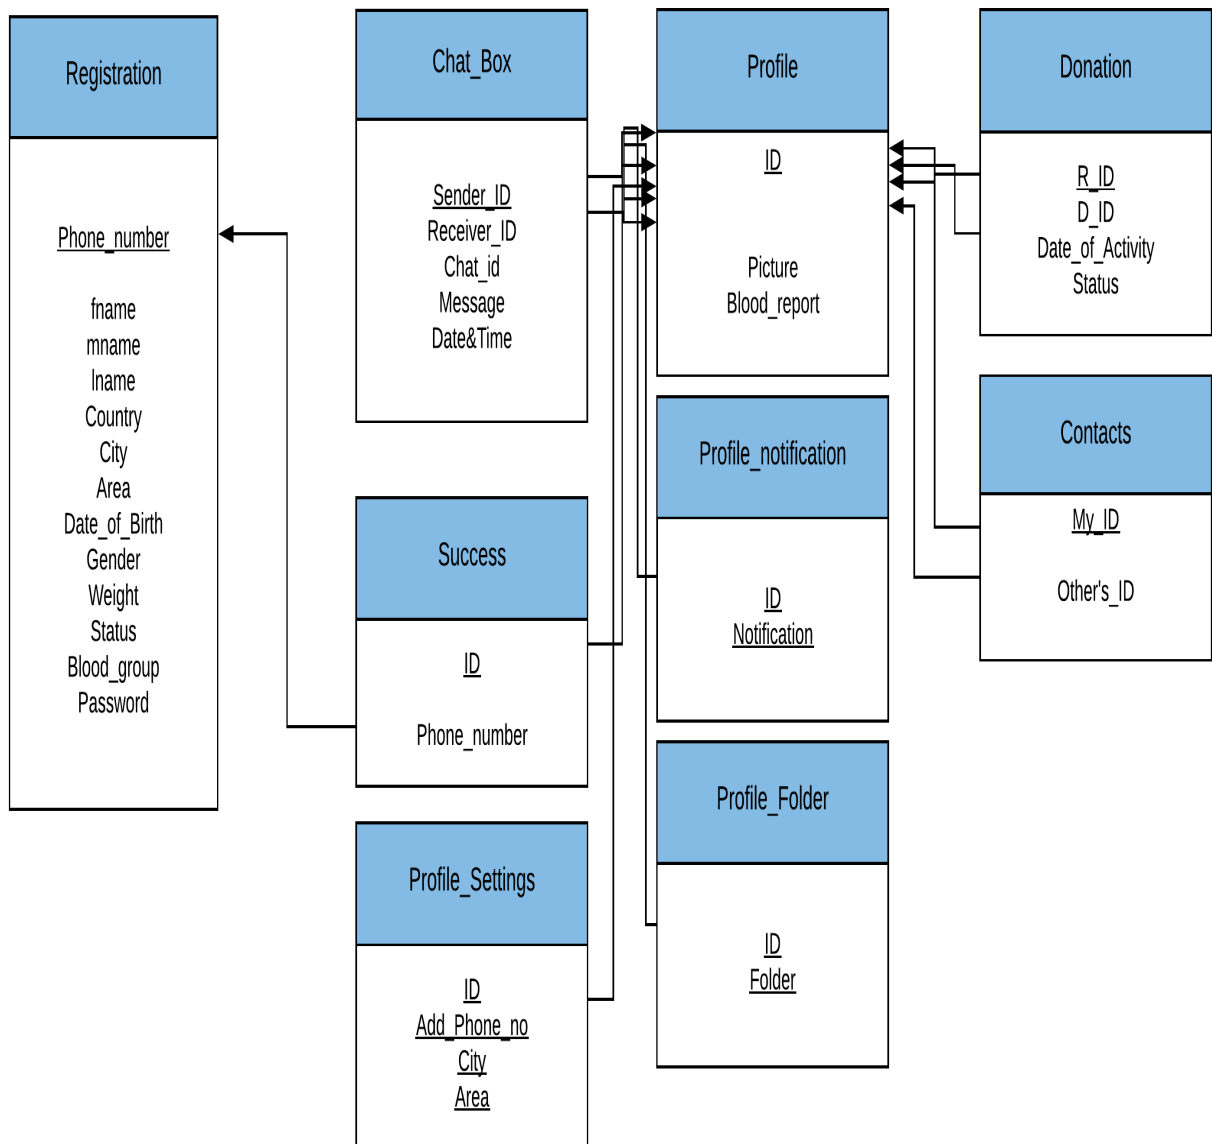 Registration
Phone_number
fname
mname
lname
Country
City
Area
Date_of_Birth
Gender
Weight
Status
Blood_group
Password
Chat_Box
Sender_ID
Receiver_ID
Chat_id
Message
Date&Time
Success
ID
Phone_number
Profile_Settings
ID
Add_Phone_no
City
Area
Profile
ID
Picture
Blood_report
Profile_notification
ID
Notification
Profile_Folder
ID
Folder
Donation
R_ID
D_ID
Date_of_Activity
Status
Contacts
My_ID
Other's_ID